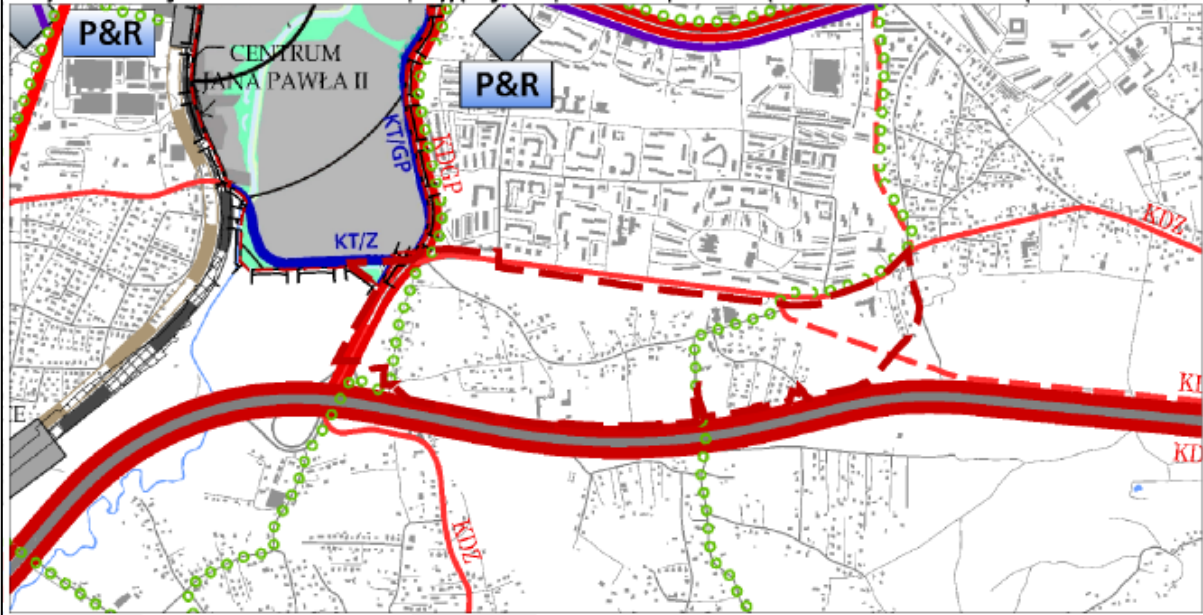 P&R
CENTRUM
JANA PAWŁA II
P&R
KT/GP
KDGP
KDZ
KT/Z
KDZ